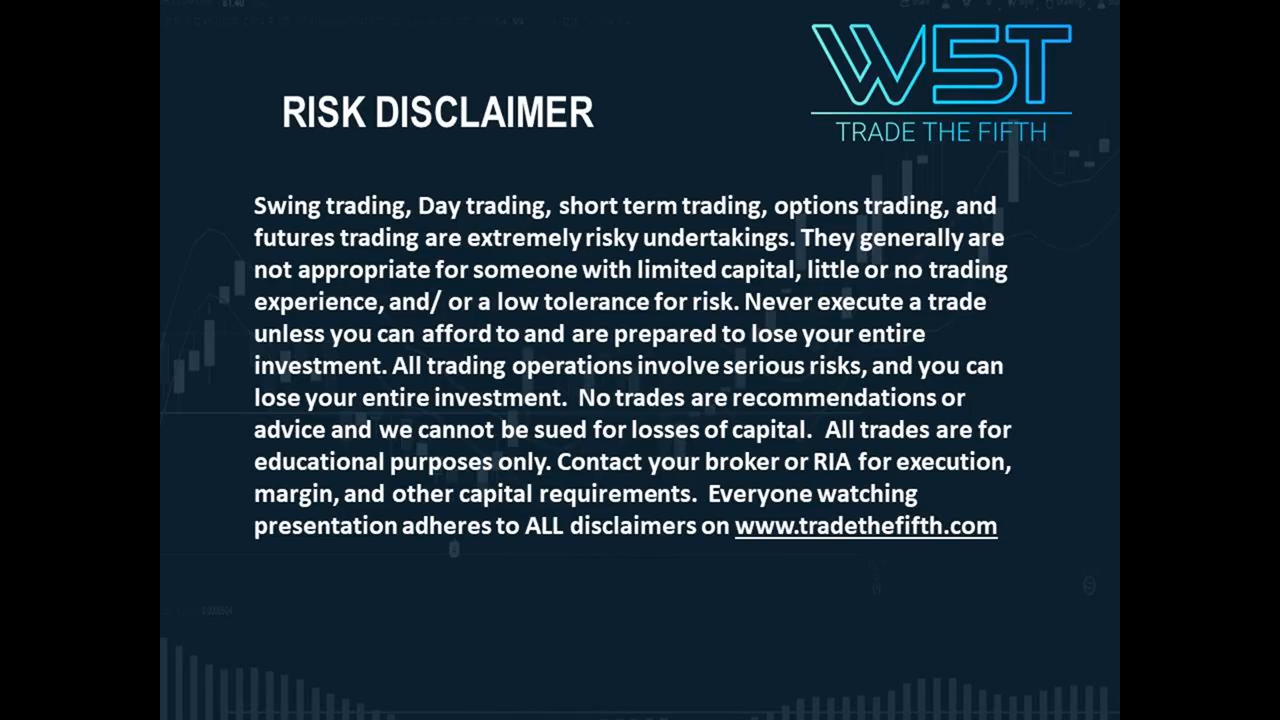 W5T
TRADE THE FIFTH
RISK DISCLAIMER
Swing trading, Day trading, short term trading, options trading, and
futures trading are extremely risky undertakings. They generally are
not appropriate for someone with limited capital, little or no trading
experience, and/ or a low tolerance for risk. Never execute a trade
unless you can afford to and are prepared to lose your entire
investment. All trading operations involve serious risks, and you can
lose your entire investment.  No trades are recommendations or
advice and we cannot be sued for losses of capital.  All trades are for
educational purposes only. Contact your broker or RIA for execution,
margin, and other capital requirements.  Everyone watching
presentation adheres to ALL disclaimers on www.tradethefifth.com